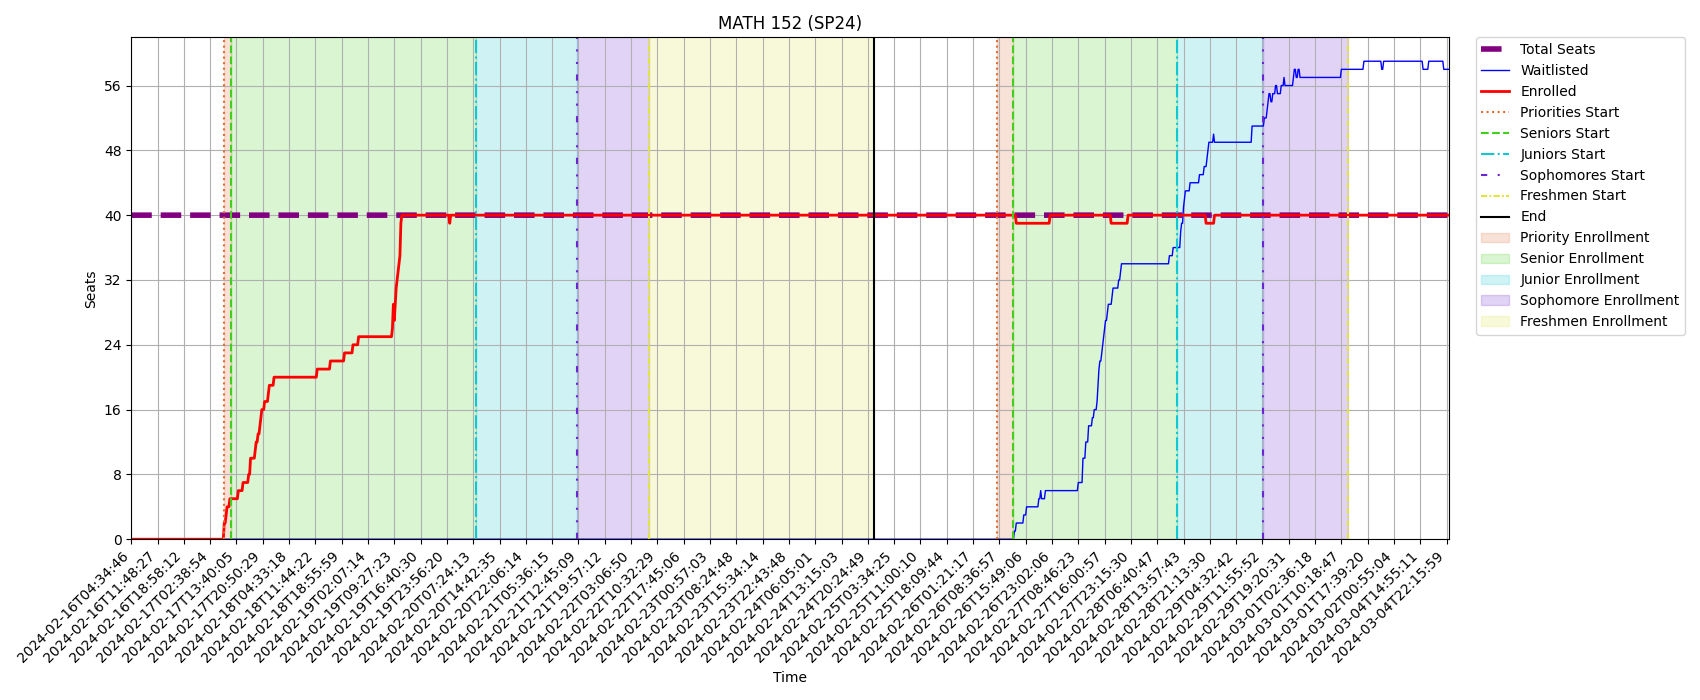 MATH 152 (SP24)
Total Seats
Waitlisted
Enrolled
Priorities Start
Seniors Start
Juniors Start
Sophomores Start
Freshmen Start
End
Priority Enrollment
Senior Enrollment
Junior Enrollment
Sophomore Enrollment
Freshmen Enrollment
Seats
56
48
40
32
24
16
8
0
2024-02-16T04:34:46
2024-02-16T11:48:27
2024-02-16T18:58:12
2024-02-17T02:38:54
2024-02-17T13:40:05
2024-02-17T20:50:29
2024-02-18T04:33:18
2024-02-18T11:44:22
2024-02-18T18:55:59
2024-02-19T02:07:14
2024-02-19T09:27:23
2024-02-19T16:40:30
2024-02-19T23:56:20
2024-02-20T07:24:13
2024-02-20T14:42:35
2024-02-20T22:06:14
2024-02-21T05:36:15
2024-02-21T12:45:09
2024-02-21T19:57:12
2024-02-22T03:06:50
2024-02-22T10:32:29
2024-02-22T17:45:06
2024-02-23T00:57:03
2024-02-23T08:24:48
2024-02-23T15:34:14
2024-02-23T22:43:48
2024-02-24T06:05:01
2024-02-24T13:15:03
2024-02-24T20:24:49
2024-02-25T03:34:25
2024-02-25T11:00:10
2024-02-25T18:09:44
2024-02-26T01:21:17
2024-02-26T08:36:57
2024-02-26T15:49:06
2024-02-26T23:02:06
2024-02-27T08:46:23
2024-02-27T16:00:57
2024-02-27T23:15:30
2024-02-28T06:40:47
2024-02-28T13:57:43
2024-02-28T21:13:30
2024-02-29T04:32:42
2024-02-29T11:55:52
2024-02-29T19:20:31
2024-03-01T02:36:18
2024-03-01T10:18:47
2024-03-01T17:39:20
2024-03-02T00:55:04
2024-03-04T14:55:11
2024-03-04T22:15:59
Time